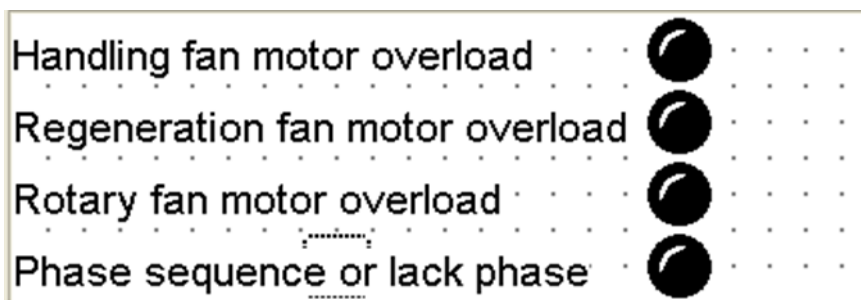 Handling fan motor overload
Regeneration fan motor overload
Rotary fan motor overload
Phase sequence or lack phase